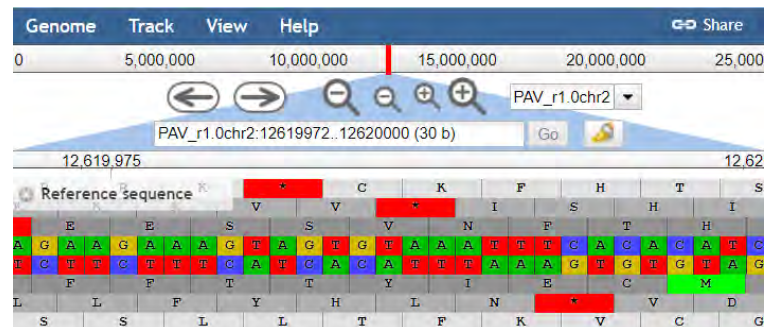 Genome Track View Help Share
0 5,000,000 10,000,000 15,000,000 20,000,000 25,000
PAV_r1.0chr2
PAV_r1.0chr2:12619972..12620000 (30 b) Go
12,619,975 12,62
Reference sequence K * C K F H T S
V V * I S H I
E E S S V N F T H
A G A A G A A A G T A G T G T A A A T T T C A C A C A T C
T C T T C T T T C A T C A C A T T T A A A G T G T G T A G
F F T T Y I E C M
L L F Y H L N * V D
S S L L T F K V C G